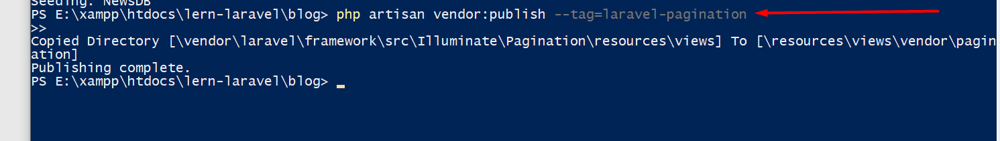 Seeding: NewsDB
PS E:\xampp\htdocs\lern-laravel\blog> php artisan vendor:publish --tag=laravel-pagination
>>
Copied Directory [\vendor\laravel\framework\src\Illuminate\Pagination\resources\views] To [\resources\views\vendor\pagin
ation]
Publishing complete.
PS E:\xampp\htdocs\lern-laravel\blog>